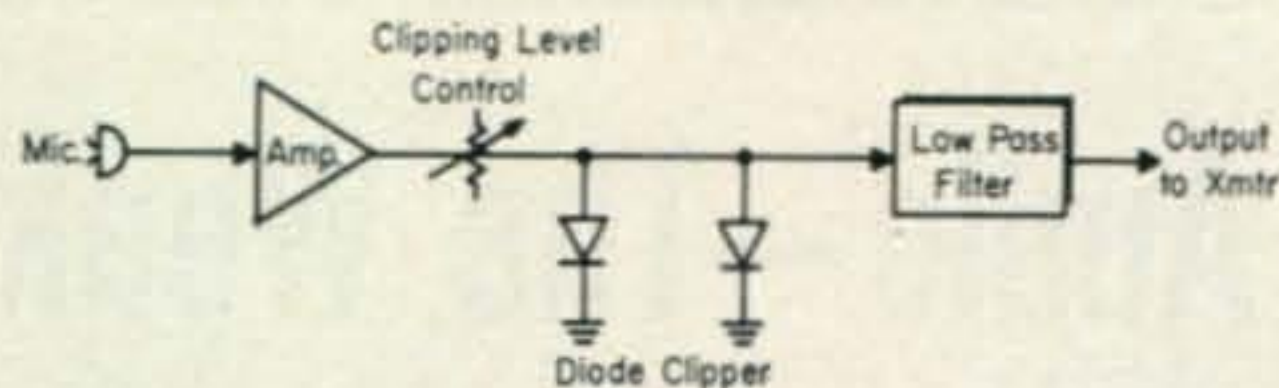 Clipping Level
Control
Mic.
Amp.
Low Pass
Filter
Output
to Xmtr
Diode Clipper